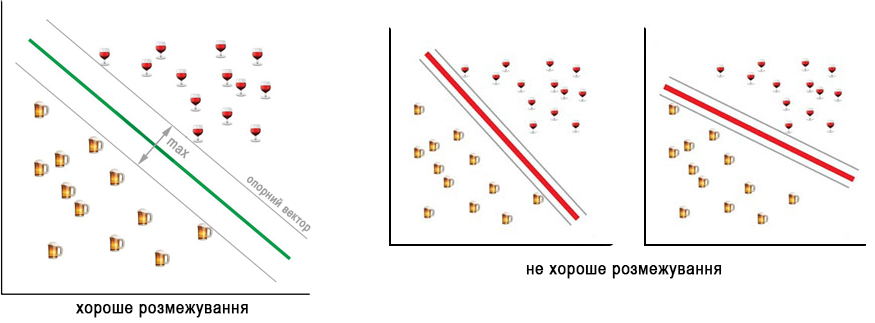 max
опорний вектор
хороше розмежування
не хороше розмежування